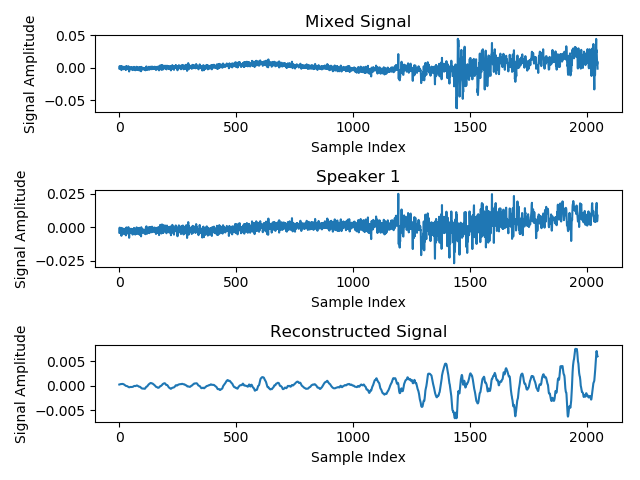 Mixed Signal
Signal Amplitude
0.05
0.00
−0.05
0 500 1000 1500 2000
Sample Index
Speaker 1
Signal Amplitude
0.025
0.000
−0.025
0 500 1000 1500 2000
Sample Index
Reconstructed Signal
Signal Amplitude
0.005
0.000
−0.005
0 500 1000 1500 2000
Sample Index